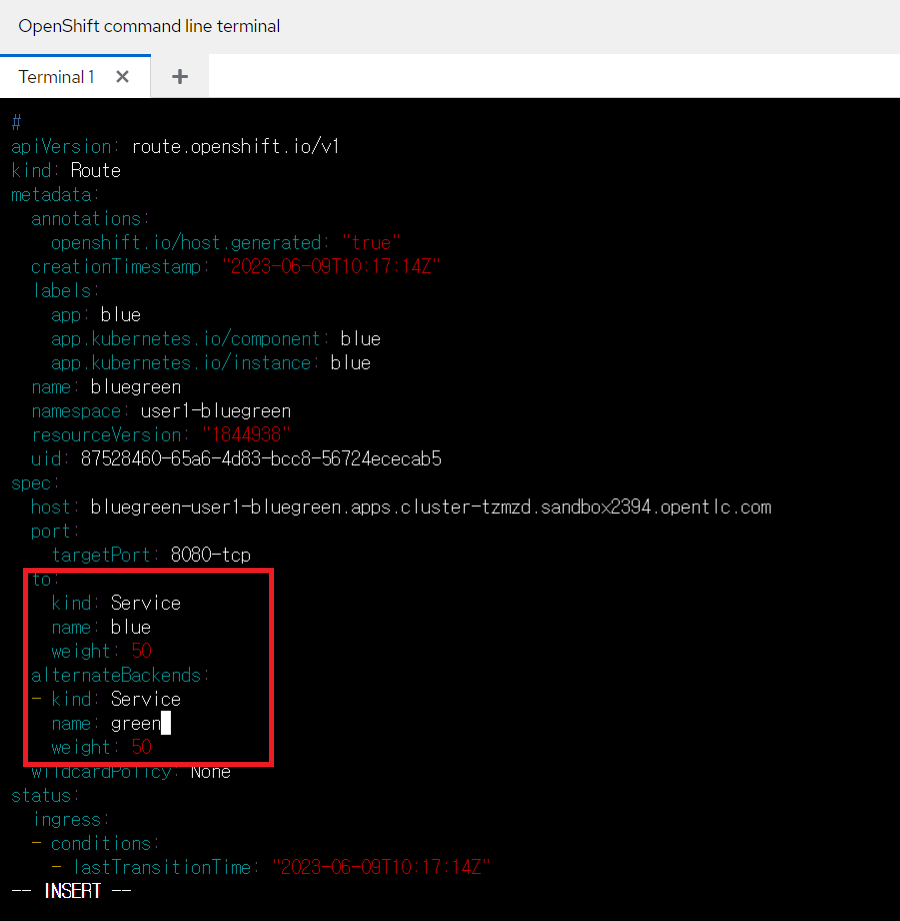 OpenShift command line terminal
Terminal 1 ✕ +
#
apiVersion: route.openshift.io/v1
kind: Route
metadata:
  annotations:
    openshift.io/host.generated: "true"
  creationTimestamp: "2023-06-09T10:17:14Z"
  labels:
    app: blue
    app.kubernetes.io/component: blue
    app.kubernetes.io/instance: blue
  name: bluegreen
  namespace: user1-bluegreen
  resourceVersion: "1844938"
  uid: 87528460-65a6-4d83-bcc8-56724ececab5
spec:
  host: bluegreen-user1-bluegreen.apps.cluster-tzmzd.sandbox2394.opentlc.com
  port:
    targetPort: 8080-tcp
  to:
    kind: Service
    name: blue
    weight: 50
  alternateBackends:
  - kind: Service
    name: green
    weight: 50
  wildcardPolicy: None
status:
  ingress:
  - conditions:
    - lastTransitionTime: "2023-06-09T10:17:14Z"
-- INSERT --